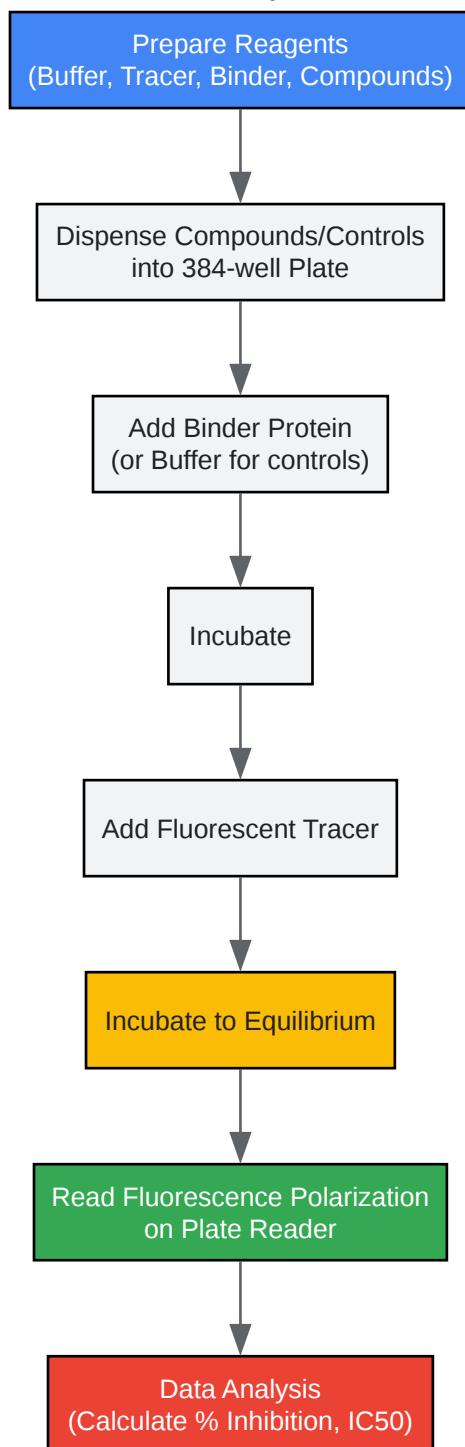 Prepare Reagents
(Buffer, Tracer, Binder, Compounds)
Dispense Compounds/Controls
into 384-well Plate
Add Binder Protein
(or Buffer for controls)
Incubate
Add Fluorescent Tracer
Incubate to Equilibrium
Read Fluorescence Polarization
on Plate Reader
Data Analysis
(Calculate % Inhibition, IC50)